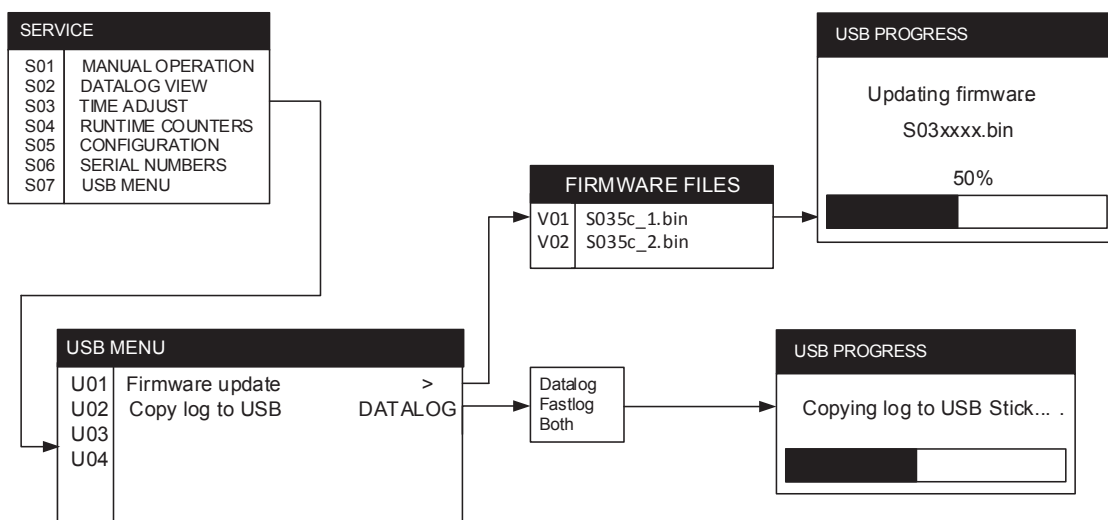 SERVICE
S01 MANUAL OPERATION
S02 DATALOG VIEW
S03 TIME ADJUST
S04 RUNTIME COUNTERS
S05 CONFIGURATION
S06 SERIAL NUMBERS
S07 USB MENU
USB MENU
U01 Firmware update >
U02 Copy log to USB DATALOG
U03
U04
FIRMWARE FILES
V01 S035c_1.bin
V02 S035c_2.bin
USB PROGRESS
Updating firmware
S03xxxx.bin
50%
Datalog
Fastlog
Both
USB PROGRESS
Copying log to USB Stick... .